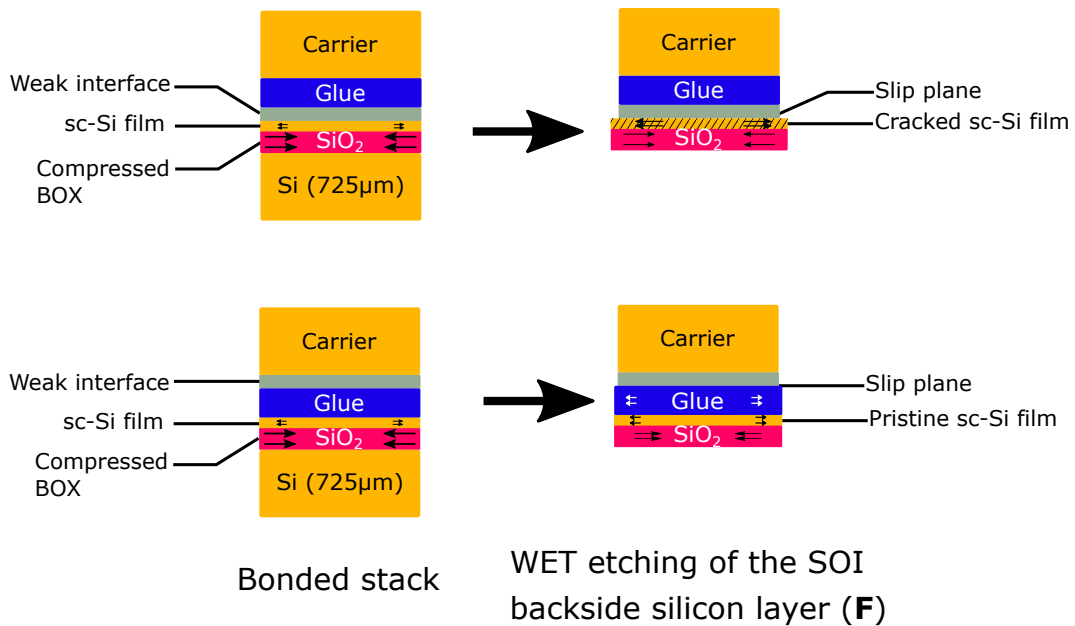 Carrier
Weak interface
Glue
sc-Si film
SiO₂
Compressed
BOX
Si (725µm)
Carrier
Glue
Slip plane
Cracked sc-Si film
SiO₂
Carrier
Weak interface
Glue
sc-Si film
SiO₂
Compressed
BOX
Si (725µm)
Carrier
Slip plane
Glue
Pristine sc-Si film
SiO₂
Bonded stack
WET etching of the SOI
backside silicon layer (F)